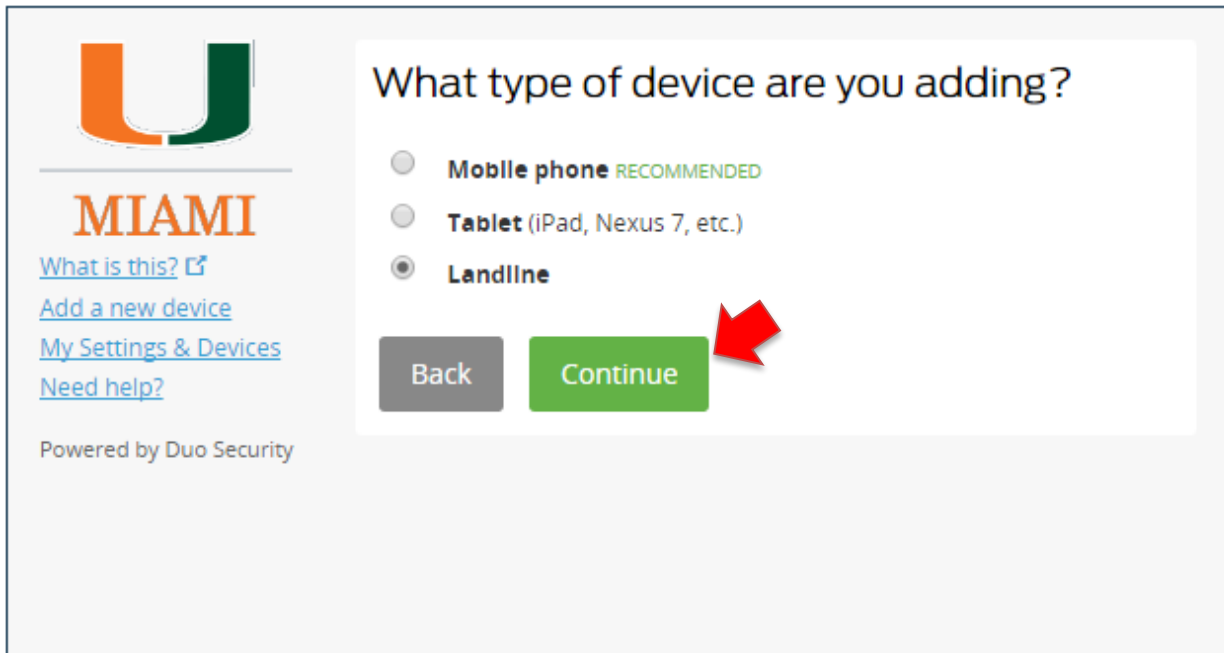 U
MIAMI
What is this?
Add a new device
My Settings & Devices
Need help?
Powered by Duo Security
What type of device are you adding?
Mobile phone RECOMMENDED
Tablet (iPad, Nexus 7, etc.)
Landline
Back
Continue